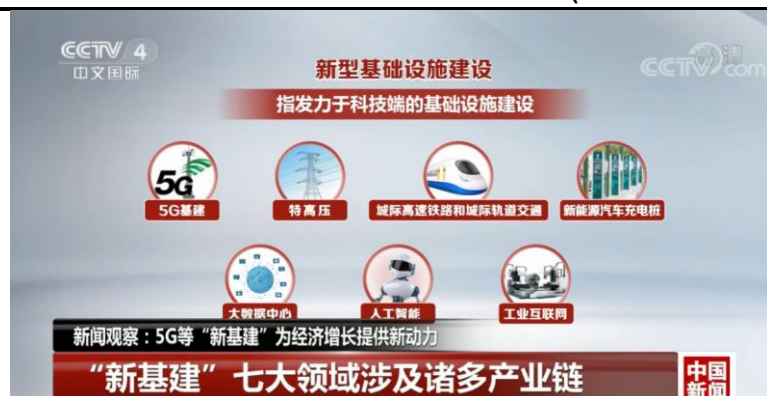 CCTV 4
中文国际
高清
CCTV.com
新型基础设施建设
指发力于科技端的基础设施建设
5G
5G基建
特高压
城际高速铁路和城际轨道交通
新能源汽车充电桩
大数据中心
人工智能
工业互联网
新闻观察：5G等“新基建”为经济增长提供新动力
“新基建”七大领域涉及诸多产业链
中国
新闻